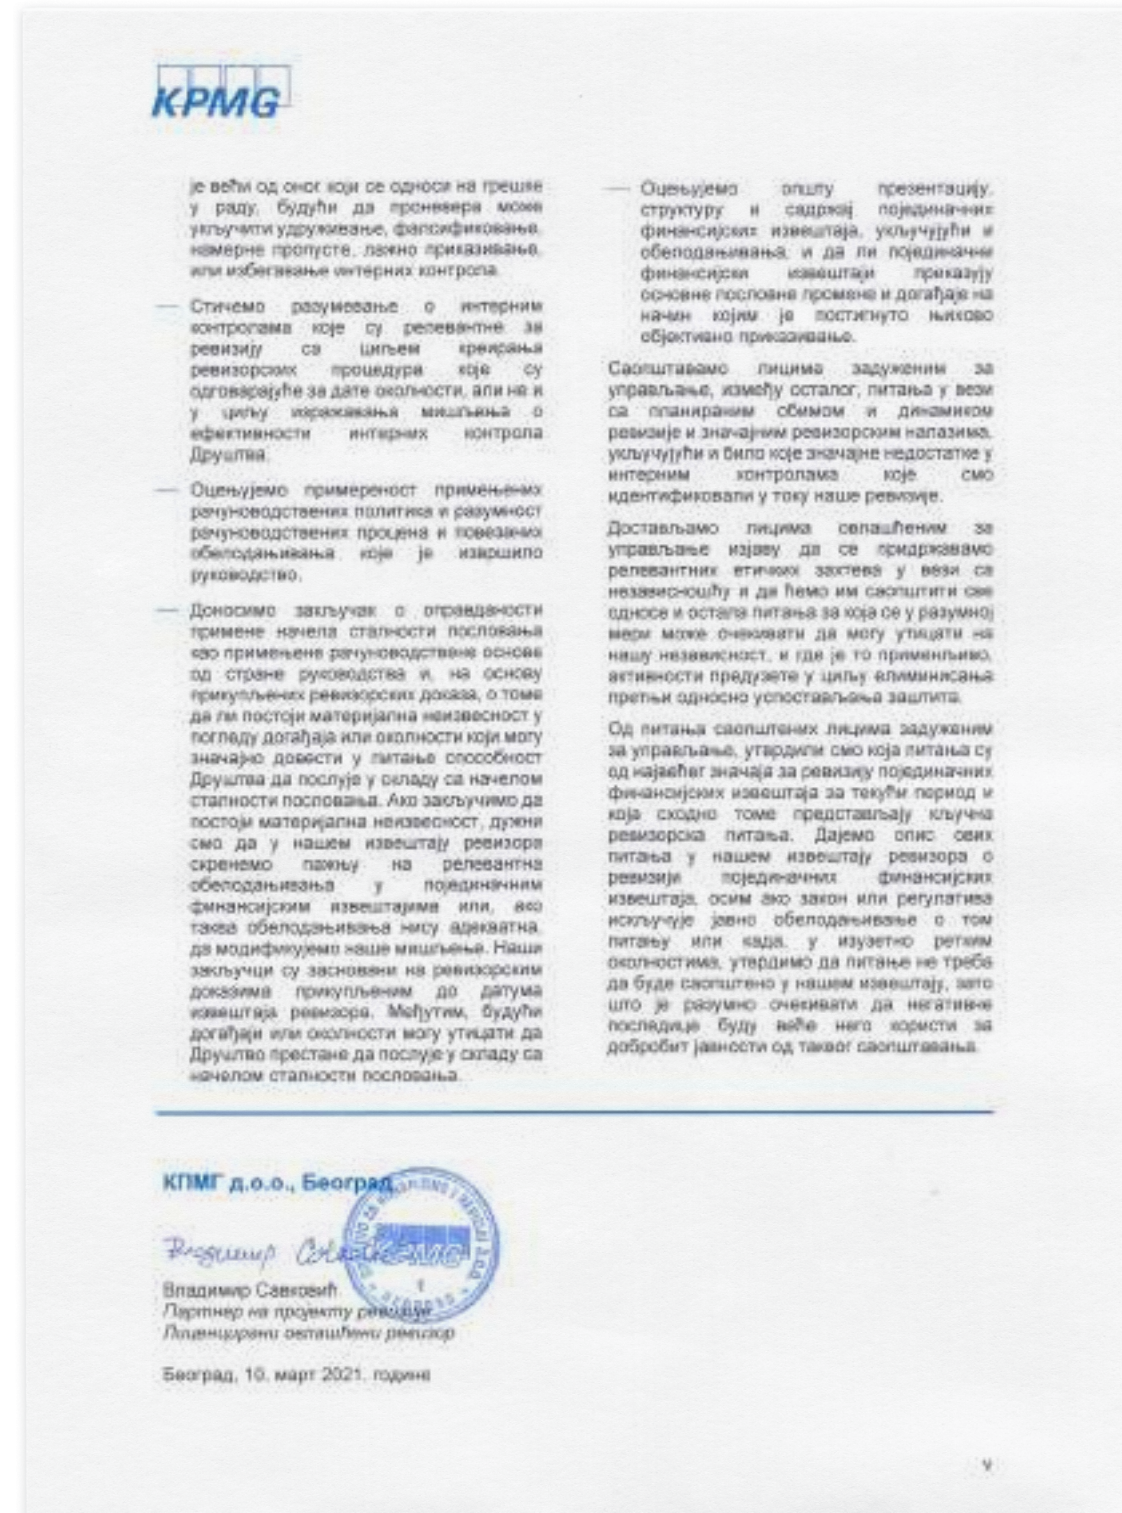 KPMG
је већи од оног који се односи на грешке
у раду, будући да проневера може
укључити удруживање, фалсификовање,
намерне пропусте, лажно приказивање,
или избегавање интерних контрола.
— Стичемо разумевање о интерним
контролама које су релевантне за
ревизију са циљем креирања
ревизорских процедура које су
одговарајуће за дате околности, али не и
у циљу изражавања мишљења о
ефективности интерних контрола
Друштва.
— Оцењујемо примереност примењених
рачуноводствених политика и разумност
рачуноводствених процена и повезаних
обелодањивања које је извршило
руководство.
— Доносимо закључак о оправданости
примене начела сталности пословања
као примењене рачуноводствене основе
од стране руководства и, на основу
прикупљених ревизорских доказа, о томе
да ли постоји материјална неизвесност у
погледу догађаја или околности који могу
значајно довести у питање способност
Друштва да послује у складу са начелом
сталности пословања. Ако закључимо да
постоји материјална неизвесност, дужни
смо да у нашем извештају ревизора
скренемо пажњу на релевантна
обелодањивања у појединачним
финансијским извештајима или, ако
таква обелодањивања нису адекватна,
да модификујемо наше мишљење. Наши
закључци су засновани на ревизорским
доказима прикупљеним до датума
извештаја ревизора. Међутим, будући
догађаји или околности могу утицати да
Друштво престане да послује у складу са
начелом сталности пословања.
— Оцењујемо општу презентацију,
структуру и садржај појединачних
финансијских извештаја, укључујући и
обелодањивања, и да ли појединачни
финансијски извештаји приказују
основне пословне промене и догађаје на
начин којим је постигнуто њихово
објективно приказивање.
Саопштавамо лицима задуженим за
управљање, између осталог, питања у вези
са планираним обимом и динамиком
ревизије и значајним ревизорским налазима,
укључујући и било које значајне недостатке у
интерним контролама које смо
идентификовали у току наше ревизије.
Достављамо лицима овлашћеним за
управљање изјаву да се придржавамо
релевантних етичких захтева у вези са
независношћу и да ћемо им саопштити све
односе и остала питања за која се у разумној
мери може очекивати да могу утицати на
нашу независност, и где је то применљиво,
активности предузете у циљу елиминисања
претњи односно успостављања заштита.
Од питања саопштених лицима задуженим
за управљање, утврдили смо која питања су
од највећег значаја за ревизију појединачних
финансијских извештаја за текући период и
која сходно томе представљају кључна
ревизорска питања. Дајемо опис ових
питања у нашем извештају ревизора о
ревизији појединачних финансијских
извештаја, осим ако закон или регулатива
искључује јавно обелодањивање о том
питању или када, у изузетно ретким
околностима, утврдимо да питање не треба
да буде саопштено у нашем извештају, зато
што је разумно очекивати да негативне
последице буду веће него користи за
добробит јавности од таквог саопштавања.
КПМГ д.о.о., Београд
Владимир
KPMG
Владимир Савковић
Партнер на пројекту ревизије
Лиценцирани овлашћени ревизор
Београд, 10. март 2021. године
v